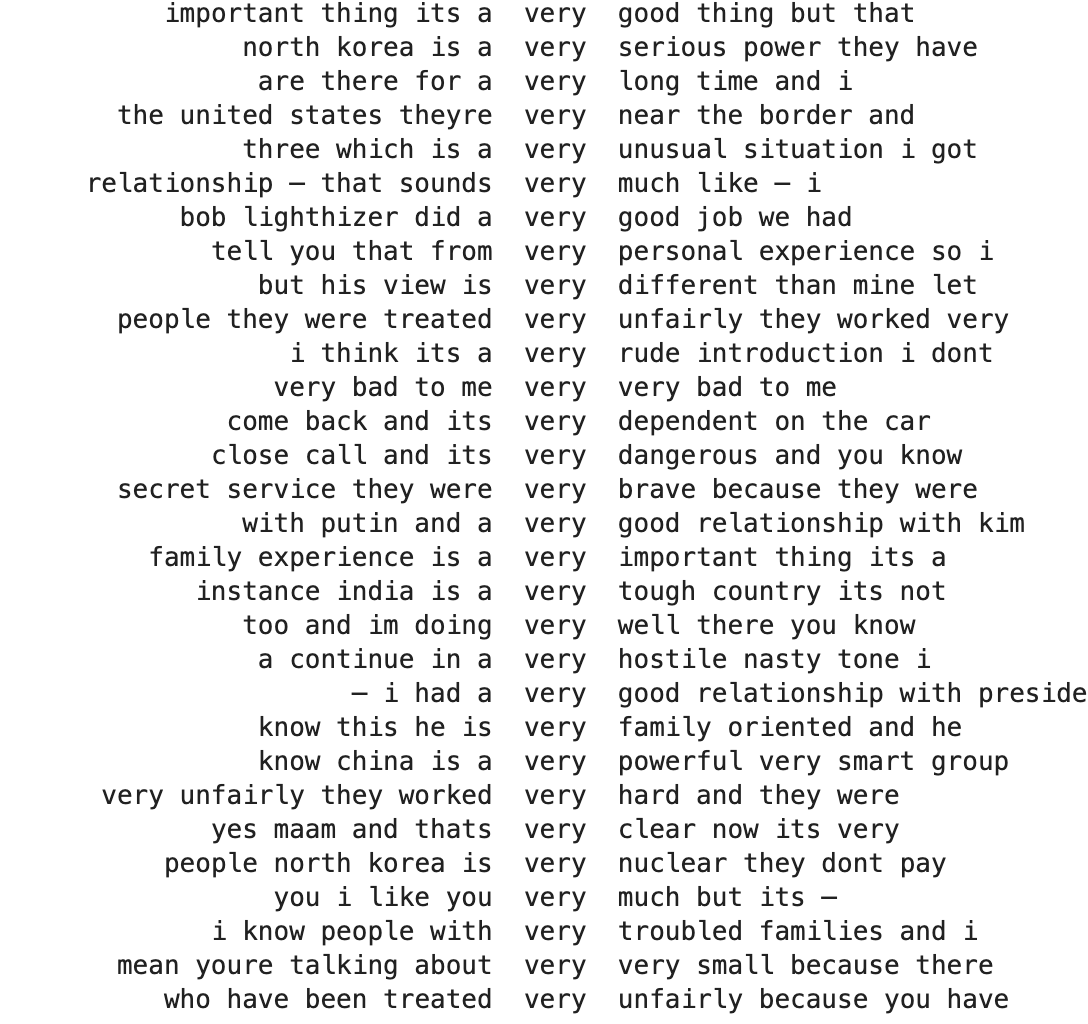 important thing its a very good thing but that
north korea is a very serious power they have
are there for a very long time and i
the united states theyre very near the border and
three which is a very unusual situation i got
relationship – that sounds very much like – i
bob lighthizer did a very good job we had
tell you that from very personal experience so i
but his view is very different than mine let
people they were treated very unfairly they worked very
i think its a very rude introduction i dont
very bad to me very very bad to me
come back and its very dependent on the car
close call and its very dangerous and you know
secret service they were very brave because they were
with putin and a very good relationship with kim
family experience is a very important thing its a
instance india is a very tough country its not
too and im doing very well there you know
a continue in a very hostile nasty tone i
– i had a very good relationship with preside
know this he is very family oriented and he
know china is a very powerful very smart group
very unfairly they worked very hard and they were
yes maam and thats very clear now its very
people north korea is very nuclear they dont pay
you i like you very much but its –
i know people with very troubled families and i
mean youre talking about very very small because there
who have been treated very unfairly because you have